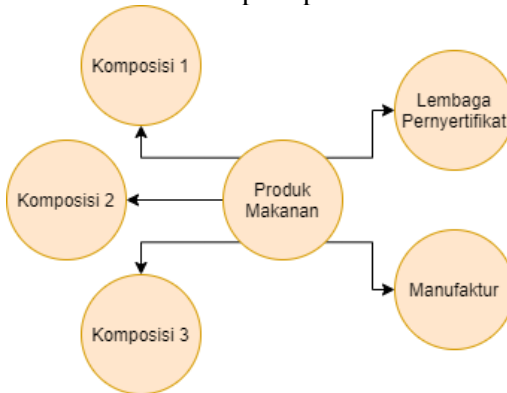 Komposisi 1
Lembaga
Pernyertifikat
Komposisi 2
Produk
Makanan
Manufaktur
Komposisi 3